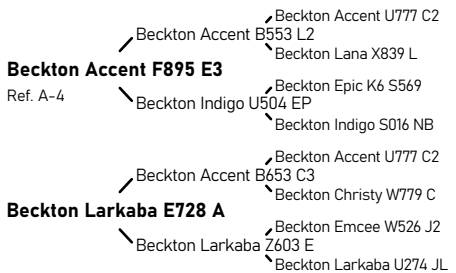 Beckton Accent U777 C2
Beckton Accent B553 L2
Beckton Lana X839 L
Beckton Accent F895 E3
Ref. A-4
Beckton Epic K6 S569
Beckton Indigo U504 EP
Beckton Indigo S016 NB
Beckton Accent U777 C2
Beckton Accent B653 C3
Beckton Christy W779 C
Beckton Larkaba E728 A
Beckton Emcee W526 J2
Beckton Larkaba Z603 E
Beckton Larkaba U274 JL